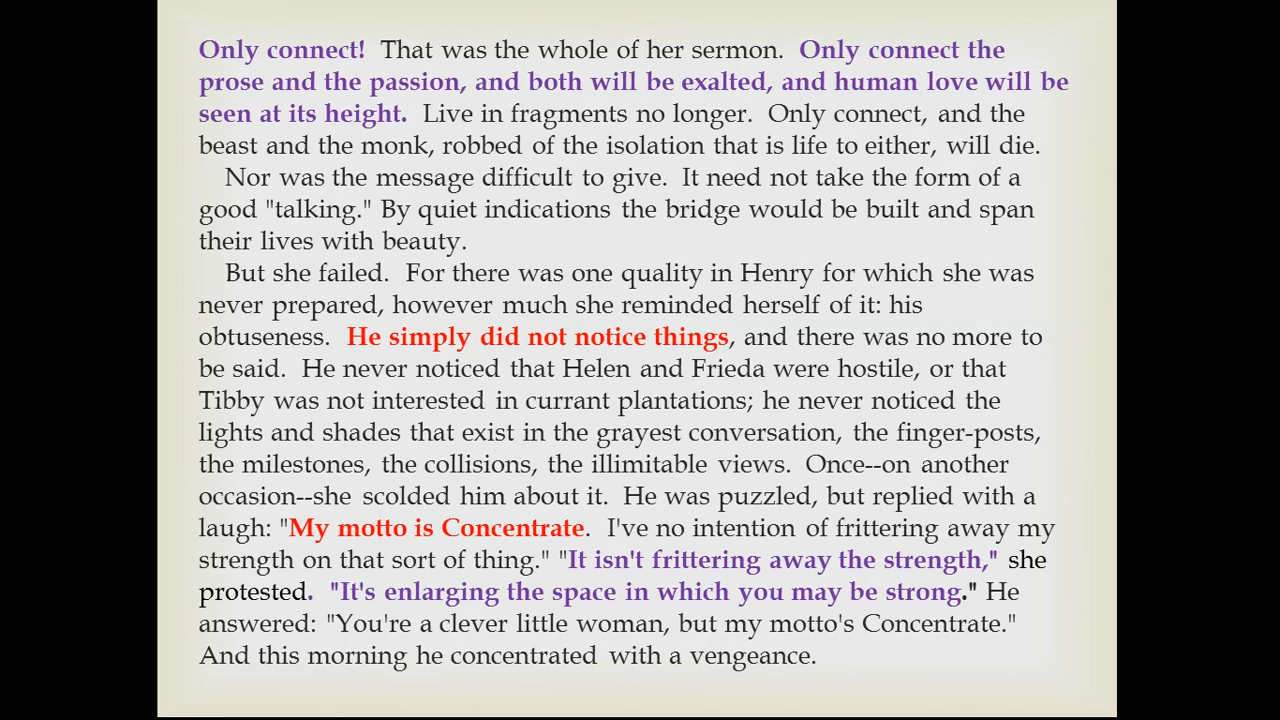 Only connect!  That was the whole of her sermon.  Only connect the
prose and the passion, and both will be exalted, and human love will be
seen at its height.  Live in fragments no longer.  Only connect, and the
beast and the monk, robbed of the isolation that is life to either, will die.
Nor was the message difficult to give.  It need not take the form of a
good "talking." By quiet indications the bridge would be built and span
their lives with beauty.
But she failed.  For there was one quality in Henry for which she was
never prepared, however much she reminded herself of it: his
obtuseness.  He simply did not notice things, and there was no more to
be said.  He never noticed that Helen and Frieda were hostile, or that
Tibby was not interested in currant plantations; he never noticed the
lights and shades that exist in the grayest conversation, the finger-posts,
the milestones, the collisions, the illimitable views.  Once--on another
occasion--she scolded him about it.  He was puzzled, but replied with a
laugh: "My motto is Concentrate.  I've no intention of frittering away my
strength on that sort of thing." "It isn't frittering away the strength," she
protested.  "It's enlarging the space in which you may be strong." He
answered: "You're a clever little woman, but my motto's Concentrate."
And this morning he concentrated with a vengeance.